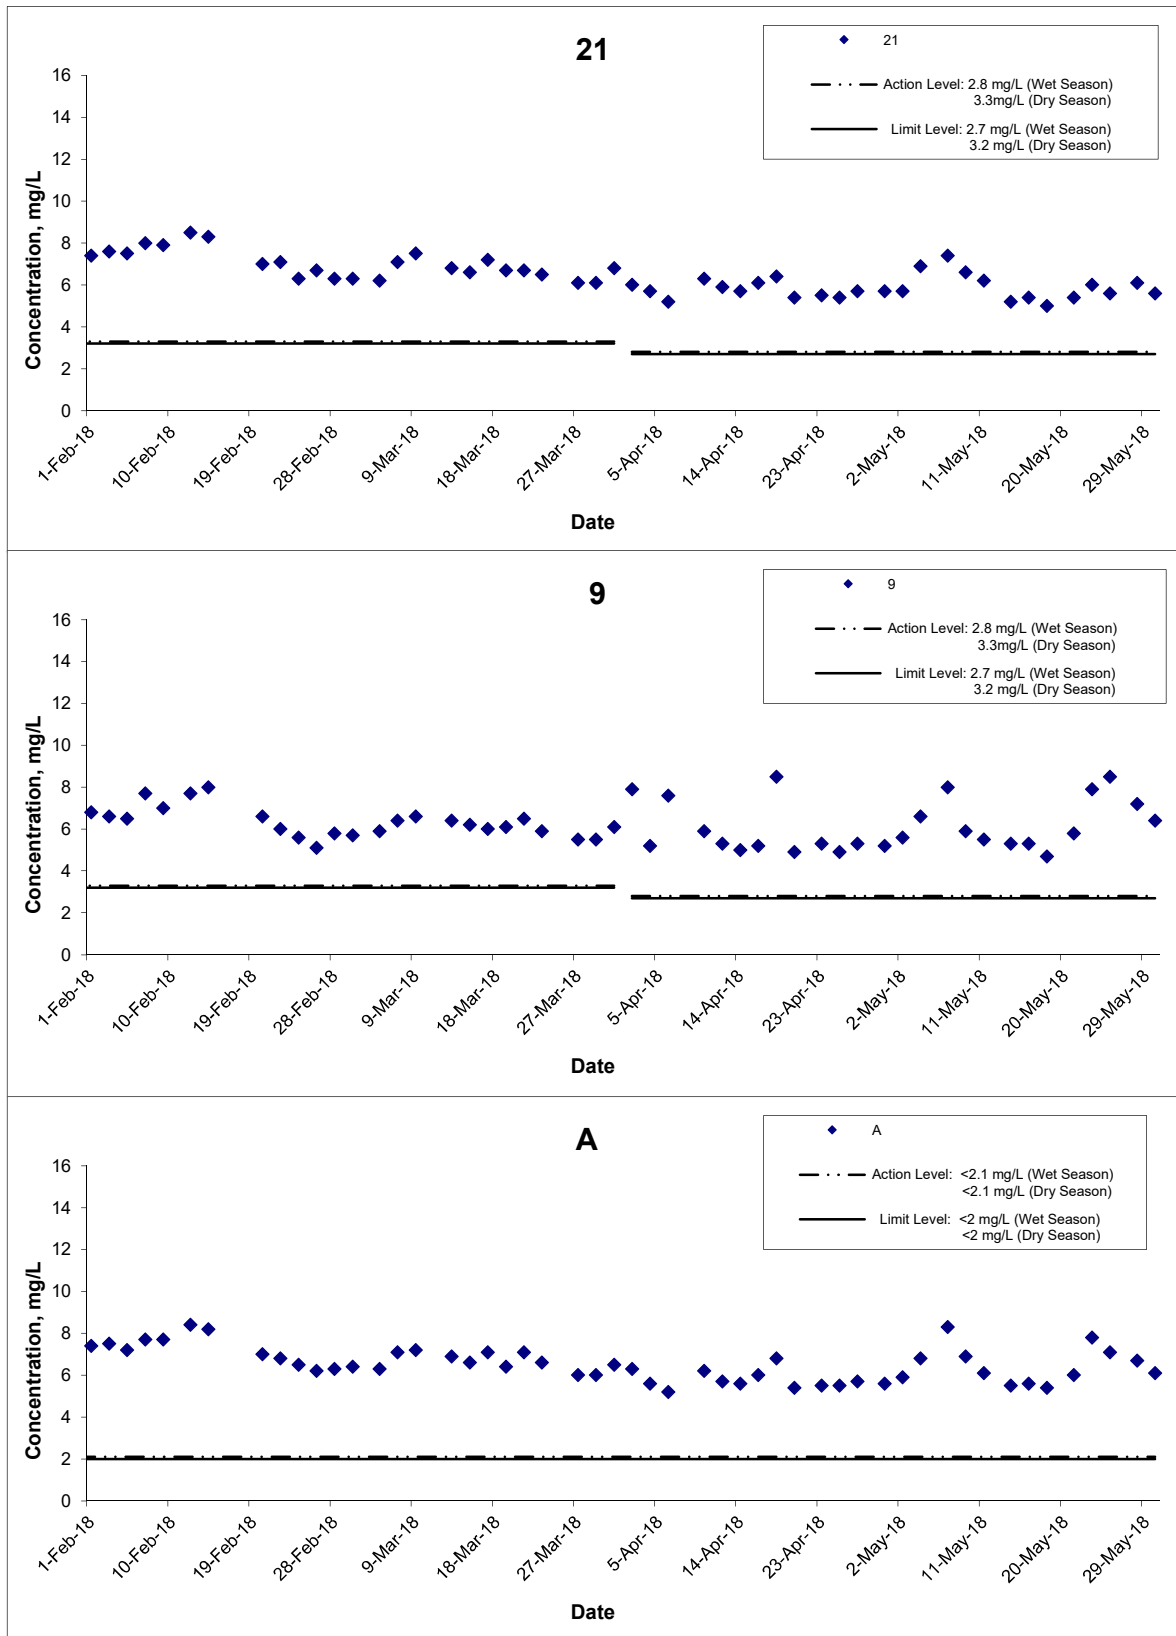 21
21
Action Level: 2.8 mg/L (Wet Season)
3.3mg/L (Dry Season)
Limit Level: 2.7 mg/L (Wet Season)
3.2 mg/L (Dry Season)
Concentration, mg/L
16
14
12
10
8
6
4
2
0
1-Feb-18
10-Feb-18
19-Feb-18
28-Feb-18
9-Mar-18
18-Mar-18
27-Mar-18
5-Apr-18
14-Apr-18
23-Apr-18
2-May-18
11-May-18
20-May-18
29-May-18
Date
9
9
Action Level: 2.8 mg/L (Wet Season)
3.3mg/L (Dry Season)
Limit Level: 2.7 mg/L (Wet Season)
3.2 mg/L (Dry Season)
Concentration, mg/L
16
14
12
10
8
6
4
2
0
1-Feb-18
10-Feb-18
19-Feb-18
28-Feb-18
9-Mar-18
18-Mar-18
27-Mar-18
5-Apr-18
14-Apr-18
23-Apr-18
2-May-18
11-May-18
20-May-18
29-May-18
Date
A
A
Action Level: <2.1 mg/L (Wet Season)
<2.1 mg/L (Dry Season)
Limit Level: <2 mg/L (Wet Season)
<2 mg/L (Dry Season)
Concentration, mg/L
16
14
12
10
8
6
4
2
0
1-Feb-18
10-Feb-18
19-Feb-18
28-Feb-18
9-Mar-18
18-Mar-18
27-Mar-18
5-Apr-18
14-Apr-18
23-Apr-18
2-May-18
11-May-18
20-May-18
29-May-18
Date